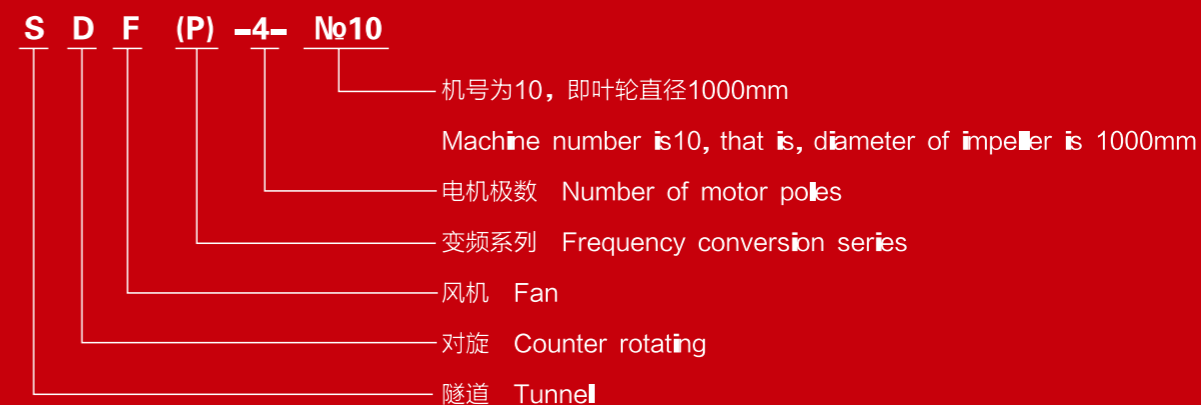 S D F (P) -4- №10
机号为10，即叶轮直径1000mm
Machine number is10, that is, diameter of impeller is 1000mm
电机极数 Number of motor poles
变频系列 Frequency conversion series
风机 Fan
对旋 Counter rotating
隧道 Tunnel